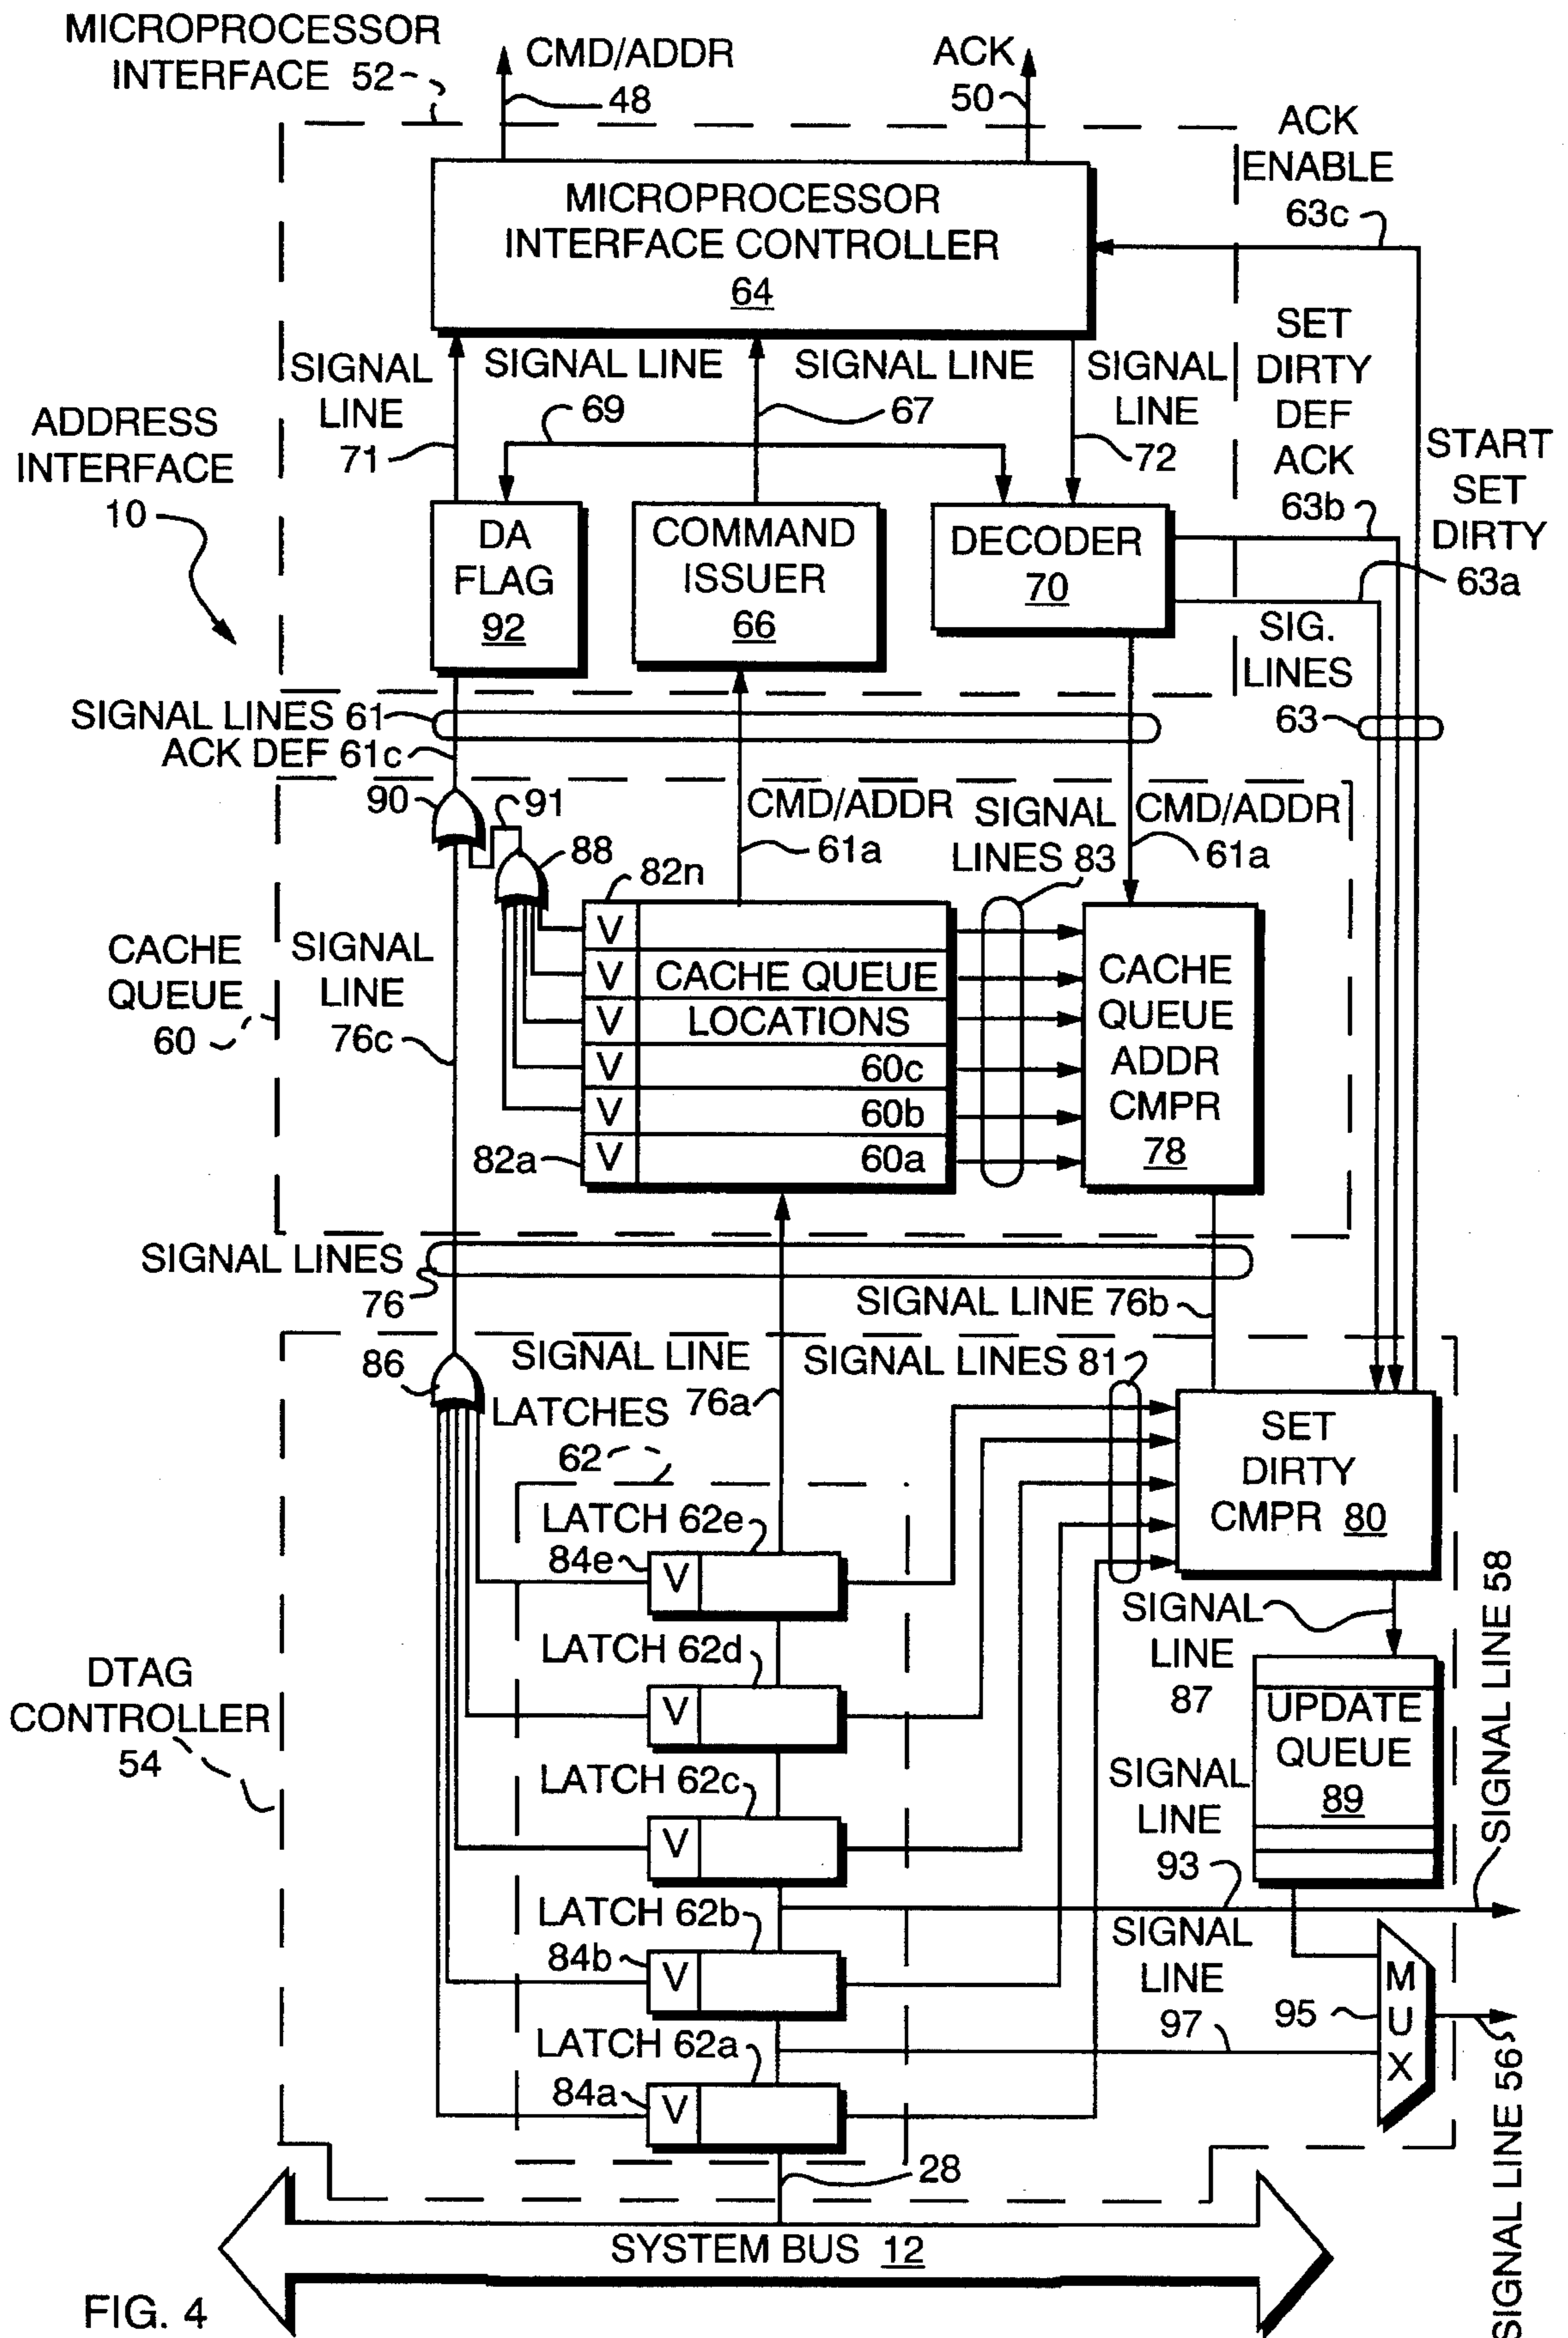 MICROPROCESSOR
INTERFACE 52
CMD/ADDR
48
ACK
50
ACK
ENABLE
63c
MICROPROCESSOR
INTERFACE CONTROLLER
64
SIGNAL
LINE
71
SIGNAL LINE
69
SIGNAL LINE
67
SIGNAL
LINE
72
SET
DIRTY
DEF
ACK
63b
START
SET
DIRTY
63a
ADDRESS
INTERFACE
10
DA
FLAG
92
COMMAND
ISSUER
66
DECODER
70
SIG.
LINES
63
SIGNAL LINES 61
ACK DEF 61c
90
91
88
CMD/ADDR
61a
SIGNAL
LINES 83
CMD/ADDR
61a
82n
CACHE
QUEUE
60
SIGNAL
LINE
76c
V
V CACHE QUEUE
V LOCATIONS
V 60c
V 60b
82a V 60a
CACHE
QUEUE
ADDR
CMPR
78
SIGNAL LINES
76
SIGNAL LINE 76b
86
SIGNAL LINE
76a
SIGNAL LINES 81
LATCHES
62
SET
DIRTY
CMPR 80
LATCH 62e
84e V
SIGNAL
LINE
87
SIGNAL LINE 58
LATCH 62d
V
DTAG
CONTROLLER
54
UPDATE
QUEUE
89
LATCH 62c
V
SIGNAL
LINE
93
LATCH 62b
84b V
SIGNAL
LINE
97
95
M
U
X
LATCH 62a
84a V
SIGNAL LINE 56
28
SYSTEM BUS 12
FIG. 4